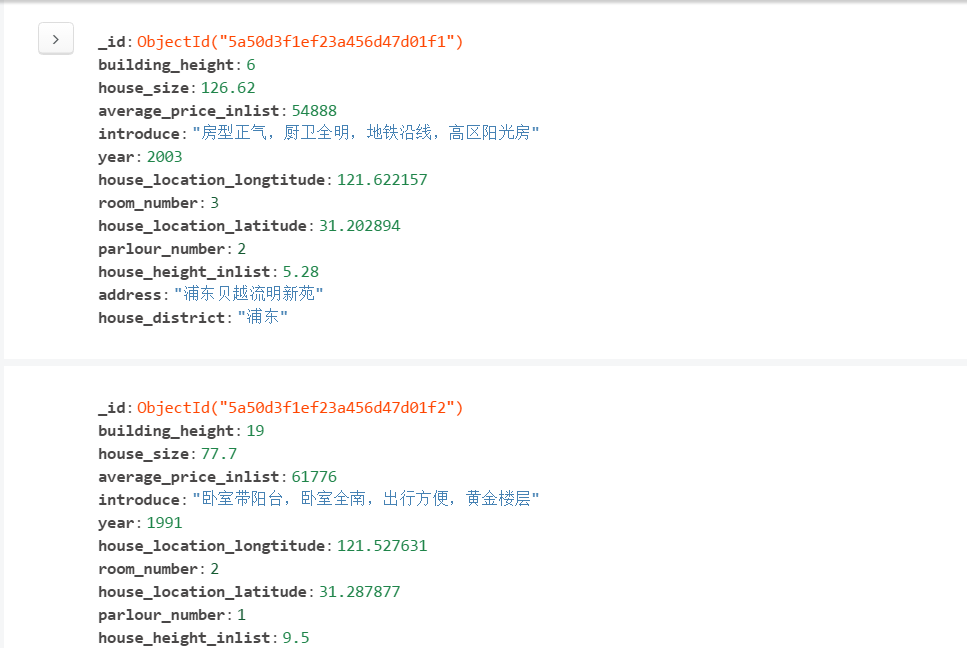 _id: ObjectId("5a50d3f1ef23a456d47d01f1")
building_height: 6
house_size: 126.62
average_price_inlist: 54888
introduce: "房型正气，厨卫全明，地铁沿线，高区阳光房"
year: 2003
house_location_longtitude: 121.622157
room_number: 3
house_location_latitude: 31.202894
parlour_number: 2
house_height_inlist: 5.28
address: "浦东贝越流明新苑"
house_district: "浦东"
_id: ObjectId("5a50d3f1ef23a456d47d01f2")
building_height: 19
house_size: 77.7
average_price_inlist: 61776
introduce: "卧室带阳台，卧室全南，出行方便，黄金楼层"
year: 1991
house_location_longtitude: 121.527631
room_number: 2
house_location_latitude: 31.287877
parlour_number: 1
house_height_inlist: 9.5